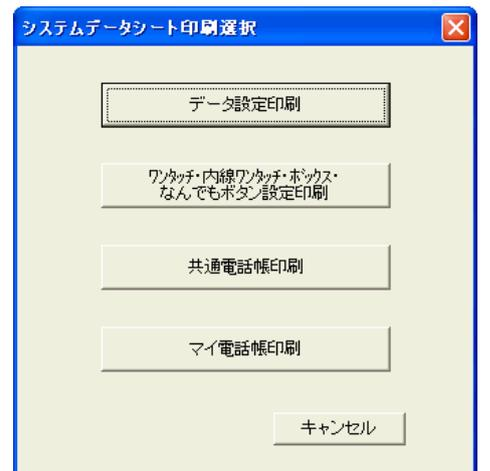 システムデータシート印刷選択
データ設定印刷
ワンタッチ・内線ワンタッチ・ボックス・
なんでもボタン設定印刷
共通電話帳印刷
マイ電話帳印刷
キャンセル